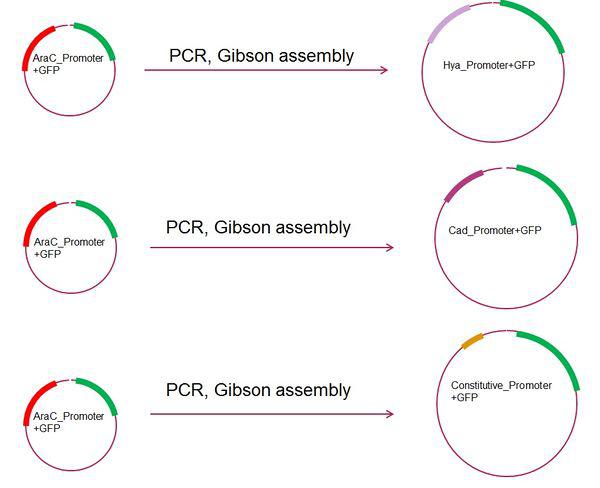 AraC_Promoter
+GFP
PCR, Gibson assembly
Hya_Promoter+GFP
AraC_Promoter
+GFP
PCR, Gibson assembly
Cad_Promoter+GFP
AraC_Promoter
+GFP
PCR, Gibson assembly
Constitutive_Promoter
+GFP